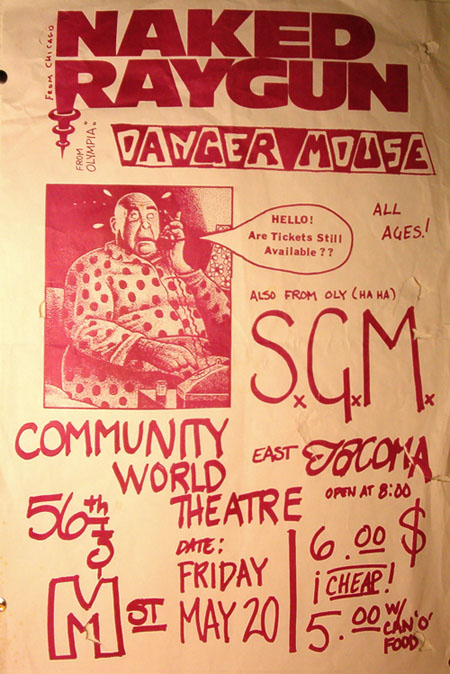 FROM CHICAGO
NAKED
RAYGUN
FROM OLYMPIA:
DANGER MOUSE
HELLO!
Are Tickets Still
Available ??
ALL
AGES!
ALSO FROM OLY (HA HA)
S.G.M.
COMMUNITY
WORLD
THEATRE
EAST TACOMA
OPEN AT 8:00
56th
M ST
DATE:
FRIDAY
MAY 20
6.00 $
¡CHEAP!
5.00 W/
CAN 'O'
FOOD